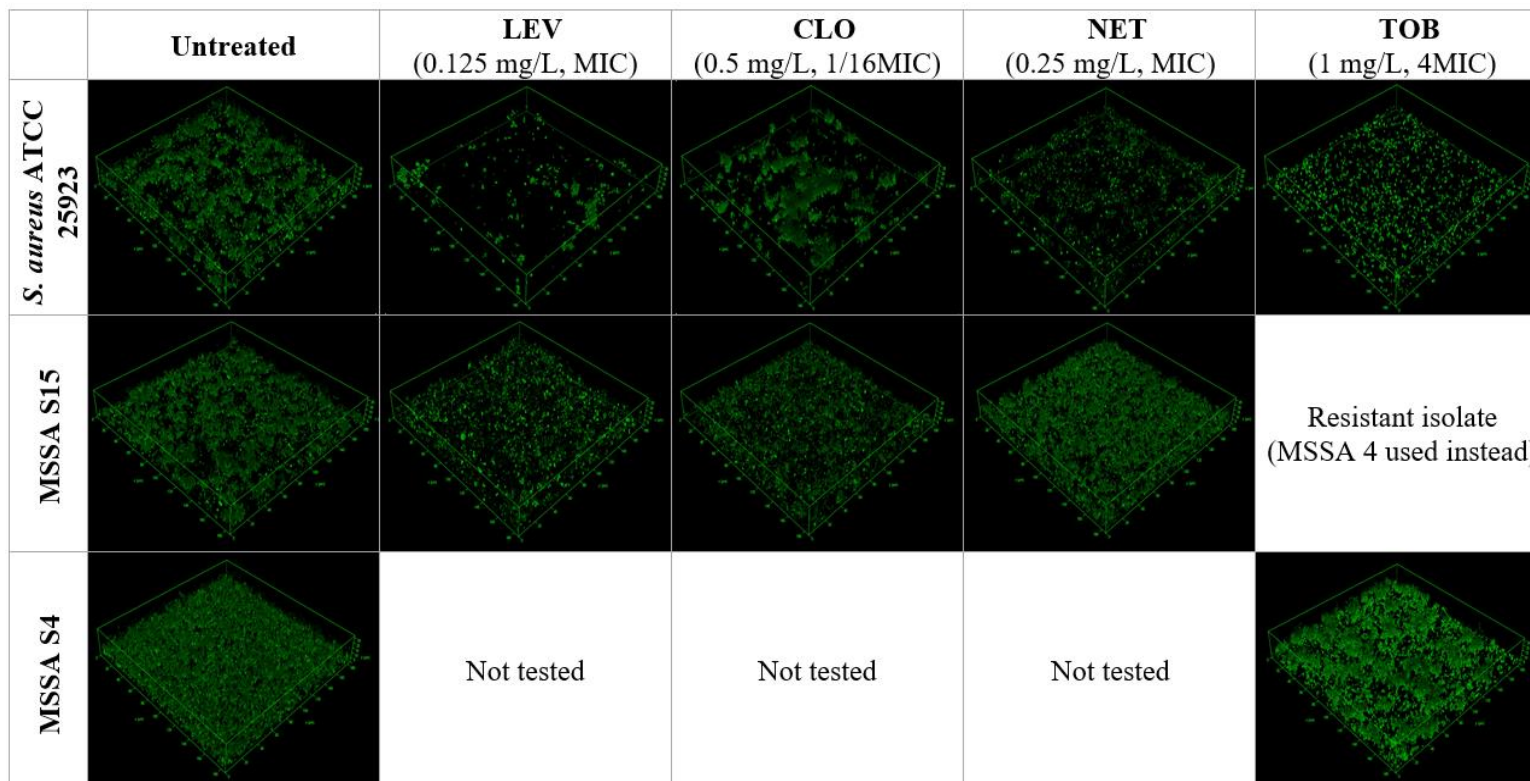 Untreated
LEV
(0.125 mg/L, MIC)
CLO
(0.5 mg/L, 1/16MIC)
NET
(0.25 mg/L, MIC)
TOB
(1 mg/L, 4MIC)
S. aureus ATCC
25923
MSSA S15
Resistant isolate
(MSSA 4 used instead)
MSSA S4
Not tested
Not tested
Not tested